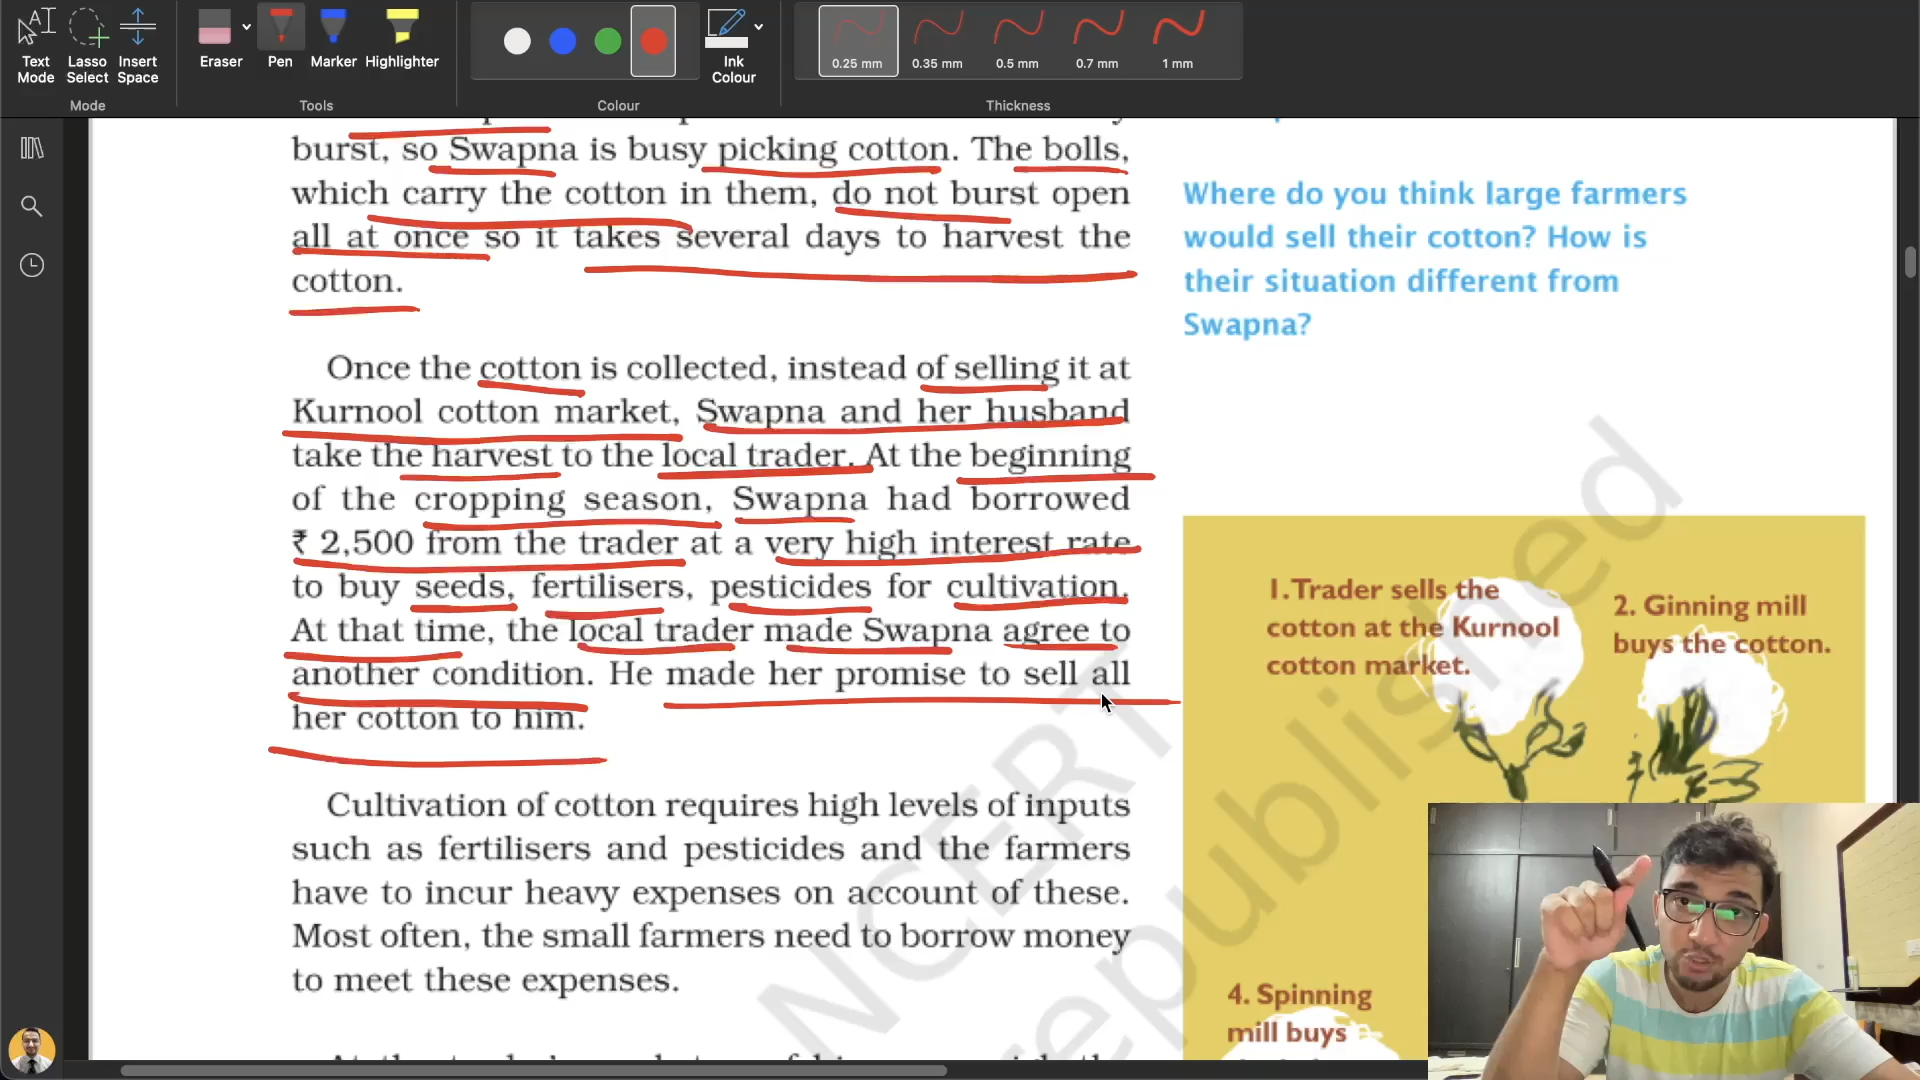 Text
Mode
Lasso
Select
Insert
Space
Mode
Eraser
Pen
Marker
Highlighter
Tools
Colour
Ink
Colour
0.25 mm
0.35 mm
0.5 mm
0.7 mm
1 mm
Thickness
burst, so Swapna is busy picking cotton. The bolls,
which carry the cotton in them, do not burst open
all at once so it takes several days to harvest the
cotton.
Once the cotton is collected, instead of selling it at
Kurnool cotton market, Swapna and her husband
take the harvest to the local trader. At the beginning
of the cropping season, Swapna had borrowed
₹ 2,500 from the trader at a very high interest rate
to buy seeds, fertilisers, pesticides for cultivation.
At that time, the local trader made Swapna agree to
another condition. He made her promise to sell all
her cotton to him.
Cultivation of cotton requires high levels of inputs
such as fertilisers and pesticides and the farmers
have to incur heavy expenses on account of these.
Most often, the small farmers need to borrow money
to meet these expenses.
Where do you think large farmers
would sell their cotton? How is
their situation different from
Swapna?
1.Trader sells the
cotton at the Kurnool
cotton market.
2. Ginning mill
buys the cotton.
4. Spinning
mill buys
NCERT
republished